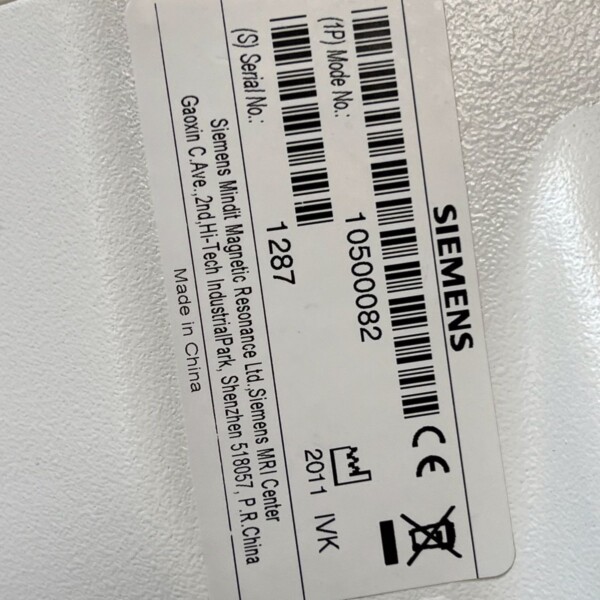 SIEMENS
(1P) Mode No.:
10500082
CE
(S) Serial No.:
1287
2011 IVK
Siemens Mindit Magnetic Resonance Ltd.,Siemens MRI Center
Gaoxin C.Ave.,2nd,Hi-Tech IndustrialPark, Shenzhen 518057, P.R.China
Made in China